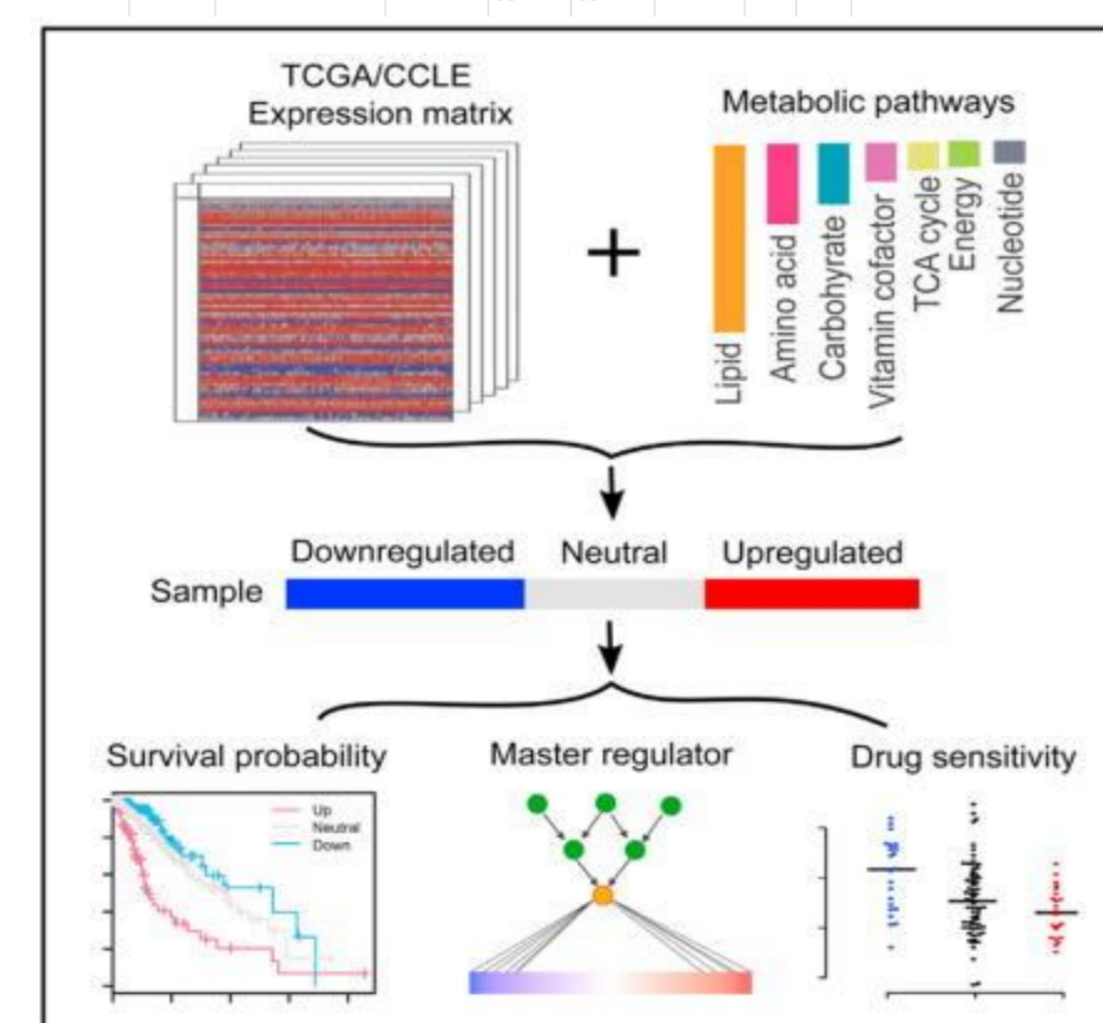 TCGA/CCLE
Expression matrix
Metabolic pathways
Lipid
Amino acid
Carbohyrate
Vitamin cofactor
TCA cycle
Energy
Nucleotide
Downregulated
Neutral
Upregulated
Sample
Survival probability
Master regulator
Drug sensitivity
Up
Neutral
Down